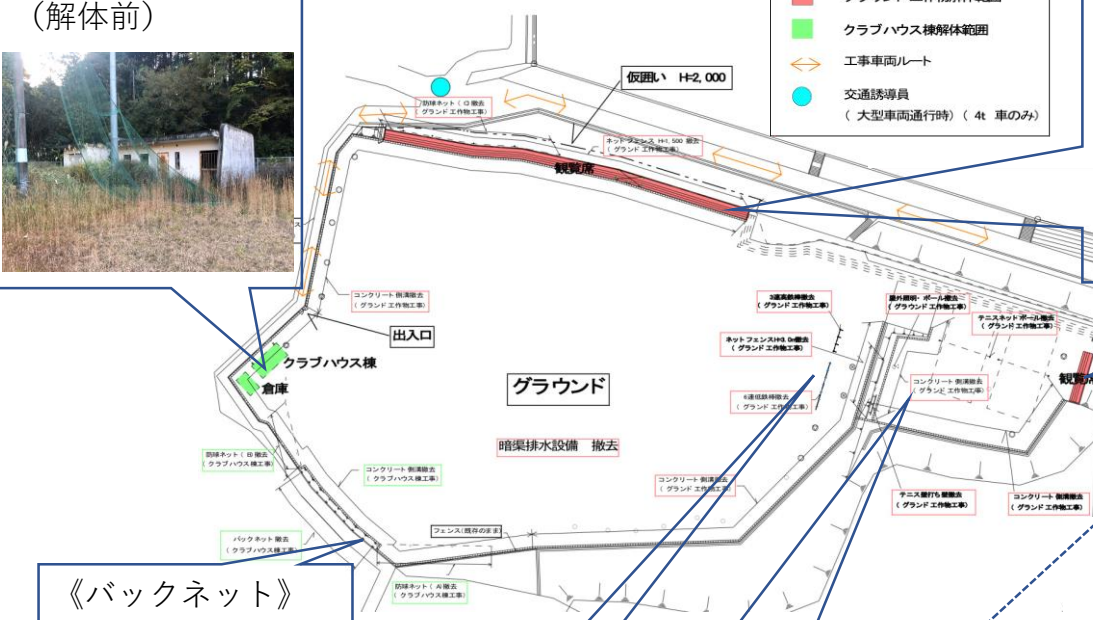 （解体前）
クラブハウス棟解体範囲
工事車両ルート
交通誘導員
（ 大型車両通行時）（ 4t 車のみ）
仮囲い H=2,000
防球ネット（ C) 撤去
（ グランド 工作物工事）
ネットフェンス H=1,500 撤去
（ グランド 工作物工事）
観覧席
コンクリート 側溝撤去
（ グランド 工作物工事）
出入口
クラブハウス棟
倉庫
グラウンド
暗渠排水設備 撤去
3連高鉄棒撤去
（ グランド 工作物工事）
屋外照明・ポール撤去
（ グラウンド 工作物工事）
テニスネットポール撤去
（ グランド 工作物工事）
ネットフェンスH=3.0m撤去
（ グランド 工作物工事）
6連低鉄棒撤去
（ グランド 工作物工事）
コンクリート 側溝撤去
（ グランド 工作物工事）
観覧席
防球ネット（ B) 撤去
（ クラブハウス棟工事）
コンクリート 側溝撤去
（ クラブハウス棟工事）
コンクリート 側溝撤去
（ グランド 工作物工事）
テニス壁打ち壁撤去
（ グランド 工作物工事）
コンクリート 側溝撤去
（ グランド 工作物工事）
フェンス(既存のまま)
バックネット 撤去
（ クラブハウス棟工事）
防球ネット（ A) 撤去
（ クラブハウス棟工事）
《バックネット》